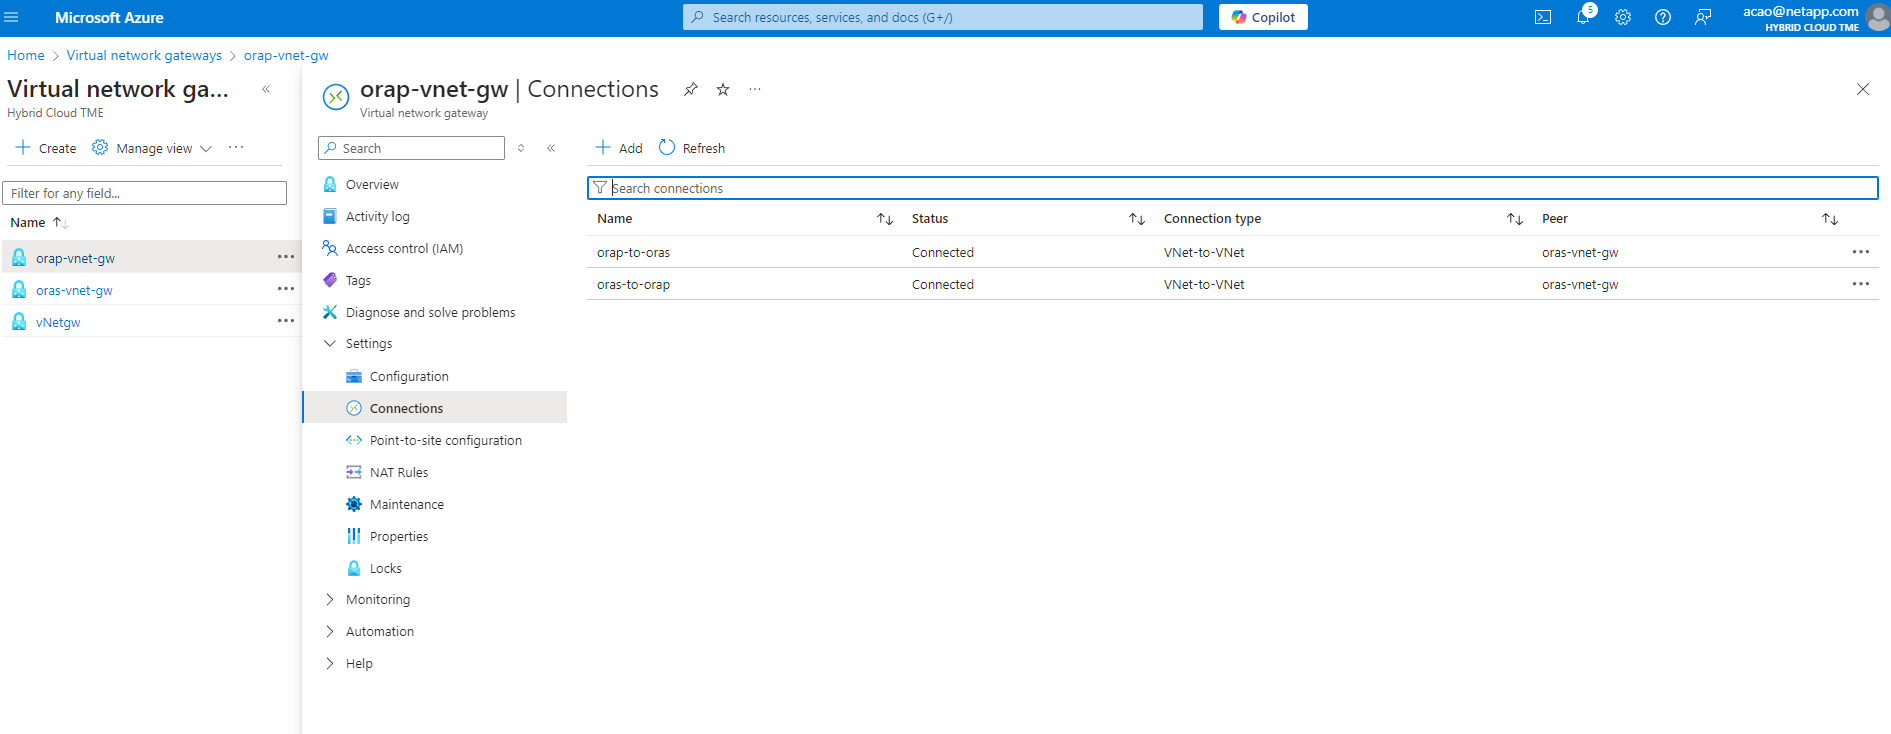 Microsoft Azure
Search resources, services, and docs (G+/)
Copilot
5
acao@netapp.com
HYBRID CLOUD TME
Home > Virtual network gateways > orap-vnet-gw
Virtual network ga...
Hybrid Cloud TME
Create
Manage view
Filter for any field...
Name
orap-vnet-gw
oras-vnet-gw
vNetgw
orap-vnet-gw | Connections
Virtual network gateway
Search
Overview
Activity log
Access control (IAM)
Tags
Diagnose and solve problems
Settings
Configuration
Connections
Point-to-site configuration
NAT Rules
Maintenance
Properties
Locks
Monitoring
Automation
Help
Add Refresh
Search connections
Name Status Connection type Peer
orap-to-oras Connected VNet-to-VNet oras-vnet-gw
oras-to-orap Connected VNet-to-VNet oras-vnet-gw